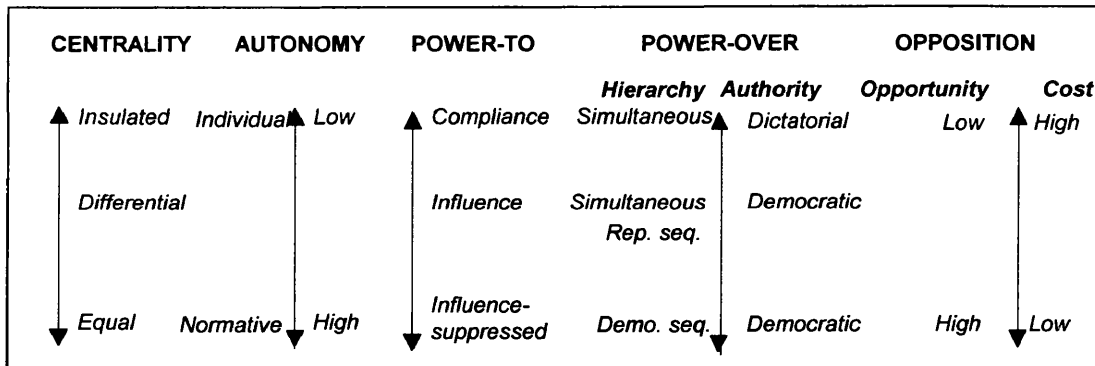 CENTRALITY AUTONOMY POWER-TO POWER-OVER OPPOSITION
Hierarchy Authority Opportunity Cost
Insulated Individual Low Compliance Simultaneous Dictatorial Low High
Differential Influence Simultaneous Democratic
Rep. seq.
Influence-
Equal Normative High suppressed Demo. seq. Democratic High Low